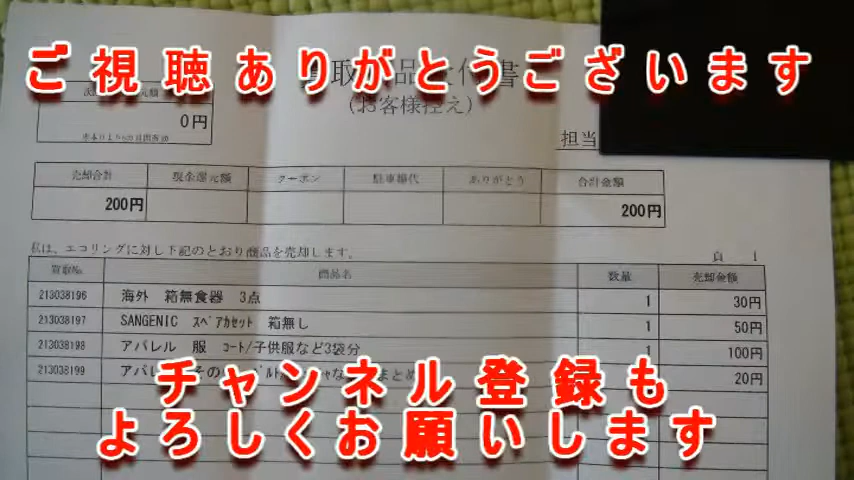 ご視聴ありがとうございます
(お客様控え)
0円
担当
売却合計 現金還元額 クーポン 駐車場代 ありがとう 合計金額
200円 200円
私は、エコリングに対し下記のとおり商品を売却します。
頁 1
買取No. 商品名 数量 売却金額
213038196 海外 箱無食器 3点 1 30円
213038197 SANGENIC スペアカセット 箱無し 1 50円
213038198 アパレル 服 コート/子供服など3袋分 1 100円
213038199 20円
チャンネル登録も
よろしくお願いします